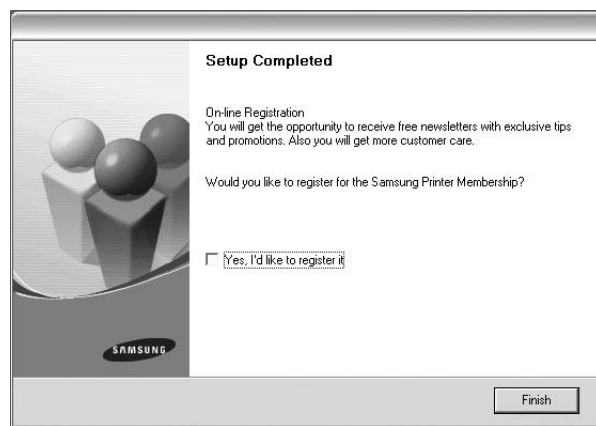 Setup Completed
On-line Registration
You will get the opportunity to receive free newsletters with exclusive tips
and promotions. Also you will get more customer care.
Would you like to register for the Samsung Printer Membership?
Yes, I'd like to register it
SAMSUNG
Finish